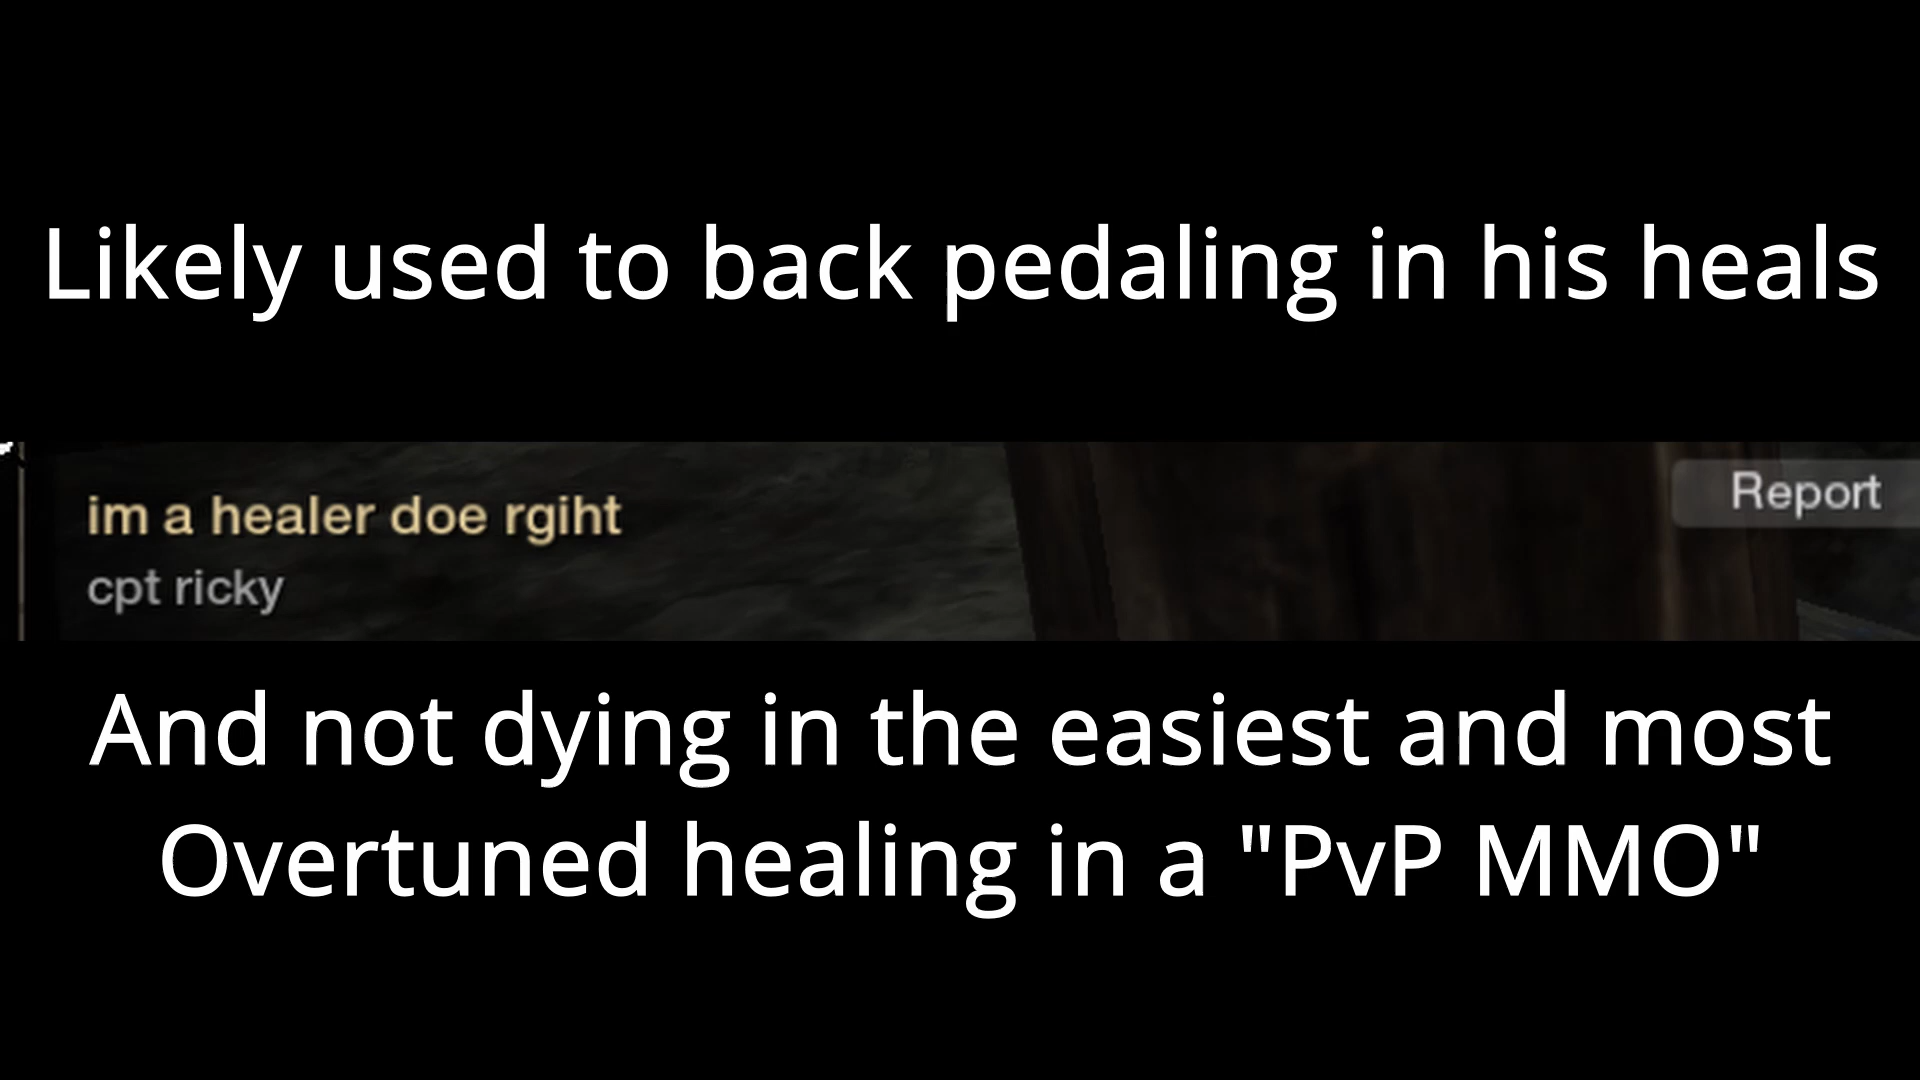 Likely used to back pedaling in his heals
im a healer doe rgiht
Report
cpt ricky
And not dying in the easiest and most
Overtuned healing in a "PvP MMO"